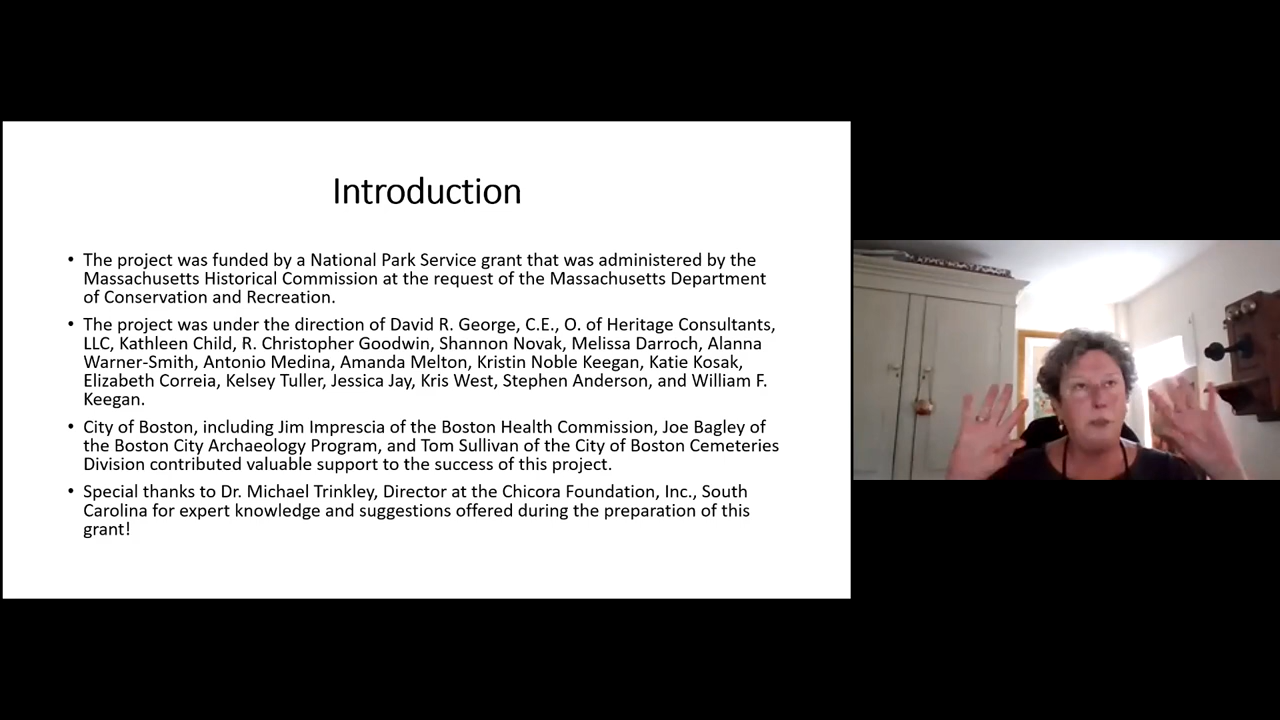 Introduction
• The project was funded by a National Park Service grant that was administered by the
Massachusetts Historical Commission at the request of the Massachusetts Department
of Conservation and Recreation.
• The project was under the direction of David R. George, C.E., O. of Heritage Consultants,
LLC, Kathleen Child, R. Christopher Goodwin, Shannon Novak, Melissa Darroch, Alanna
Warner-Smith, Antonio Medina, Amanda Melton, Kristin Noble Keegan, Katie Kosak,
Elizabeth Correia, Kelsey Tuller, Jessica Jay, Kris West, Stephen Anderson, and William F.
Keegan.
• City of Boston, including Jim Imprescia of the Boston Health Commission, Joe Bagley of
the Boston City Archaeology Program, and Tom Sullivan of the City of Boston Cemeteries
Division contributed valuable support to the success of this project.
• Special thanks to Dr. Michael Trinkley, Director at the Chicora Foundation, Inc., South
Carolina for expert knowledge and suggestions offered during the preparation of this
grant!